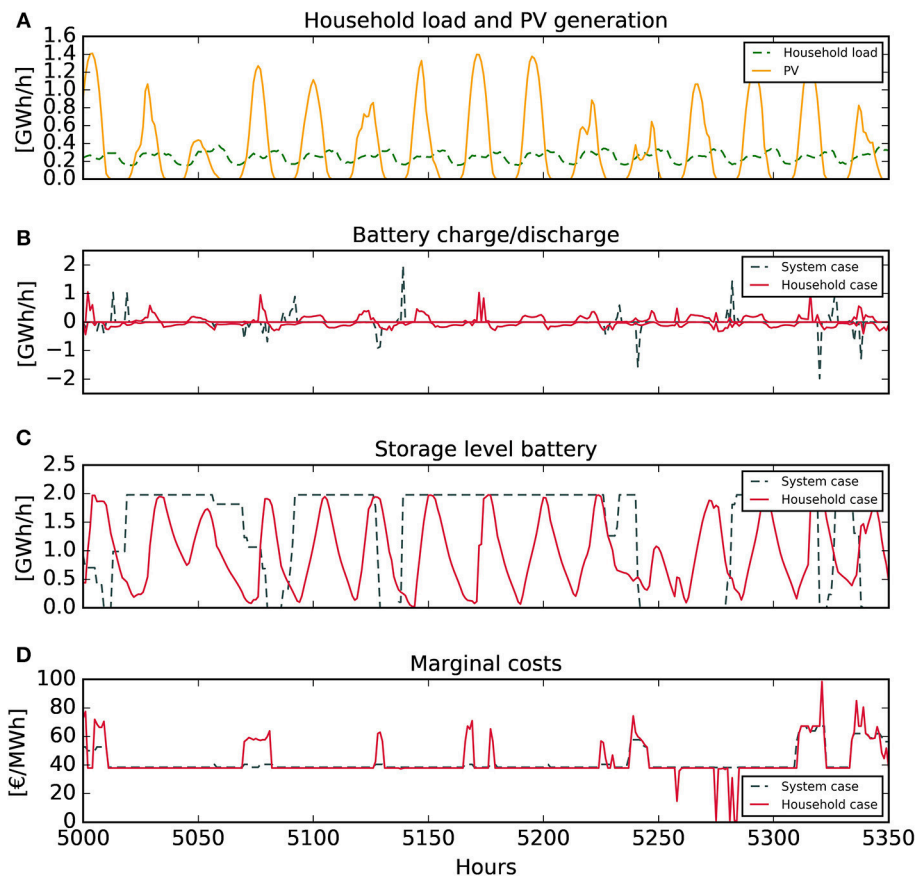 A
Household load and PV generation
[GWh/h]
1.6
1.4
1.2
1.0
0.8
0.6
0.4
0.2
0.0
Household load
PV
B
Battery charge/discharge
[GWh/h]
2
1
0
−1
−2
System case
Household case
C
Storage level battery
[GWh/h]
2.5
2.0
1.5
1.0
0.5
0.0
System case
Household case
D
Marginal costs
[€/MWh]
100
80
60
40
20
0
System case
Household case
5000 5050 5100 5150 5200 5250 5300 5350
Hours